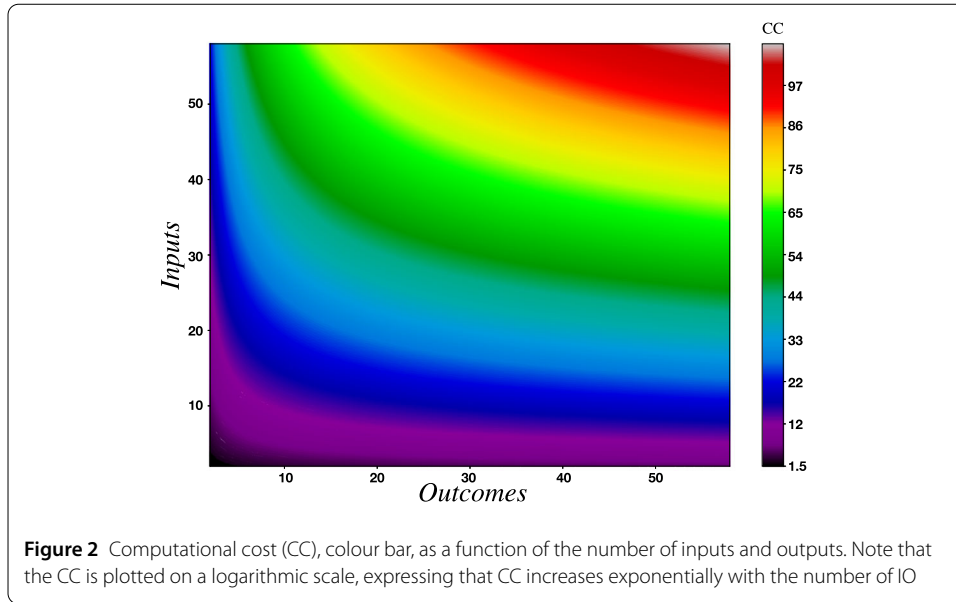 CC
97
86
75
65
54
44
33
22
12
1.5
50
40
30
20
10
Inputs
10 20 30 40 50
Outcomes
Figure 2 Computational cost (CC), colour bar, as a function of the number of inputs and outputs. Note that
the CC is plotted on a logarithmic scale, expressing that CC increases exponentially with the number of IO